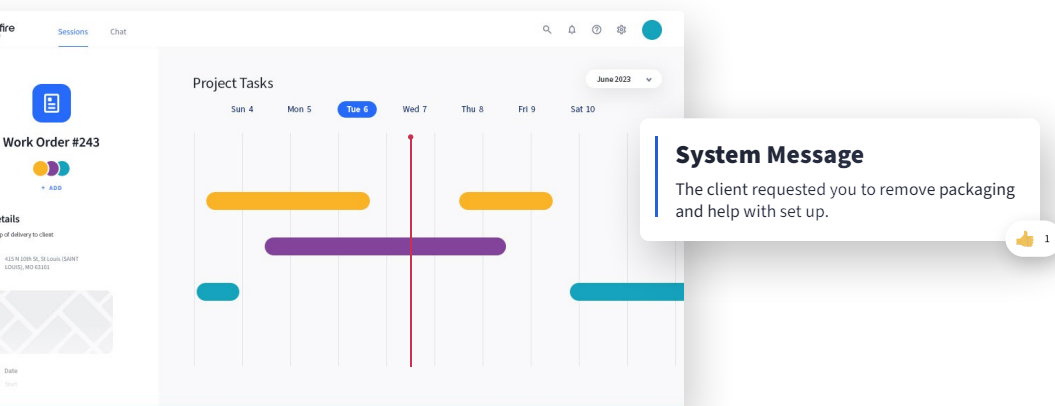 fire
Sessions Chat
Project Tasks
June 2023
Sun 4 Mon 5 Tue 6 Wed 7 Thu 8 Fri 9 Sat 10
Work Order #243
+ ADD
etails
p of delivery to client
415 N 10th St, St Louis (SAINT
LOUIS), MO 63101
Date
Start
System Message
The client requested you to remove packaging
and help with set up.
1